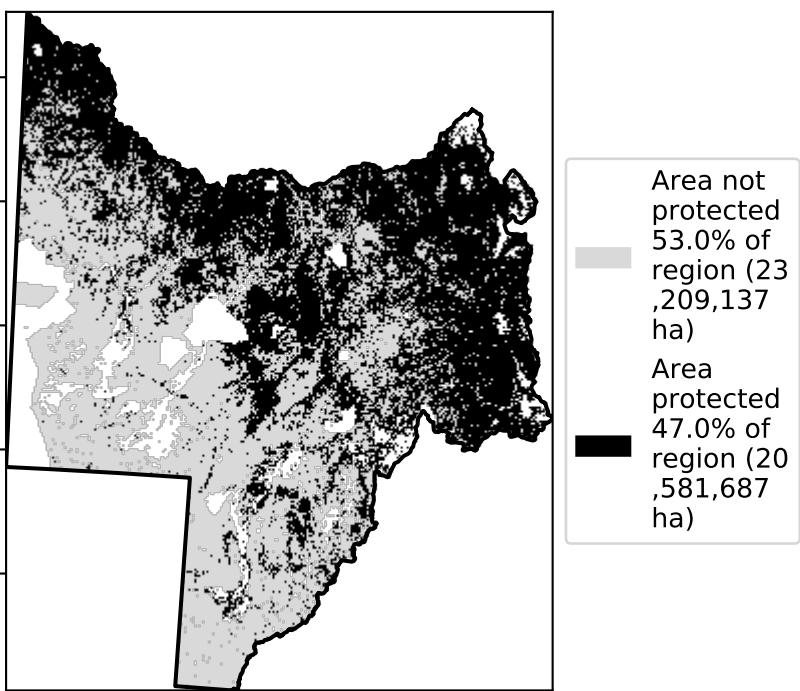 Area not
protected
53.0% of
region (23
,209,137
ha)
Area
protected
47.0% of
region (20
,581,687
ha)